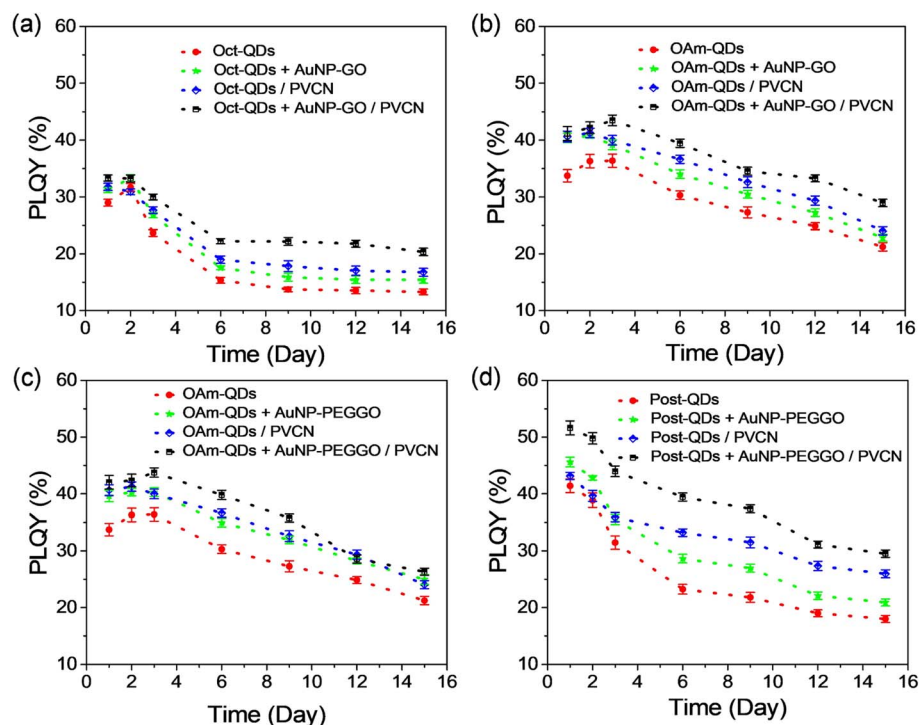 (a)
60
50
40
30
20
10
PLQY (%)
Oct-QDs
Oct-QDs + AuNP-GO
Oct-QDs / PVCN
Oct-QDs + AuNP-GO / PVCN
0 2 4 6 8 10 12 14 16
Time (Day)
(b)
60
50
40
30
20
10
PLQY (%)
OAm-QDs
OAm-QDs + AuNP-GO
OAm-QDs / PVCN
OAm-QDs + AuNP-GO / PVCN
0 2 4 6 8 10 12 14 16
Time (Day)
(c)
60
50
40
30
20
10
PLQY (%)
OAm-QDs
OAm-QDs + AuNP-PEGGO
OAm-QDs / PVCN
OAm-QDs + AuNP-PEGGO / PVCN
0 2 4 6 8 10 12 14 16
Time (Day)
(d)
60
50
40
30
20
10
PLQY (%)
Post-QDs
Post-QDs + AuNP-PEGGO
Post-QDs / PVCN
Post-QDs + AuNP-PEGGO / PVCN
0 2 4 6 8 10 12 14 16
Time (Day)